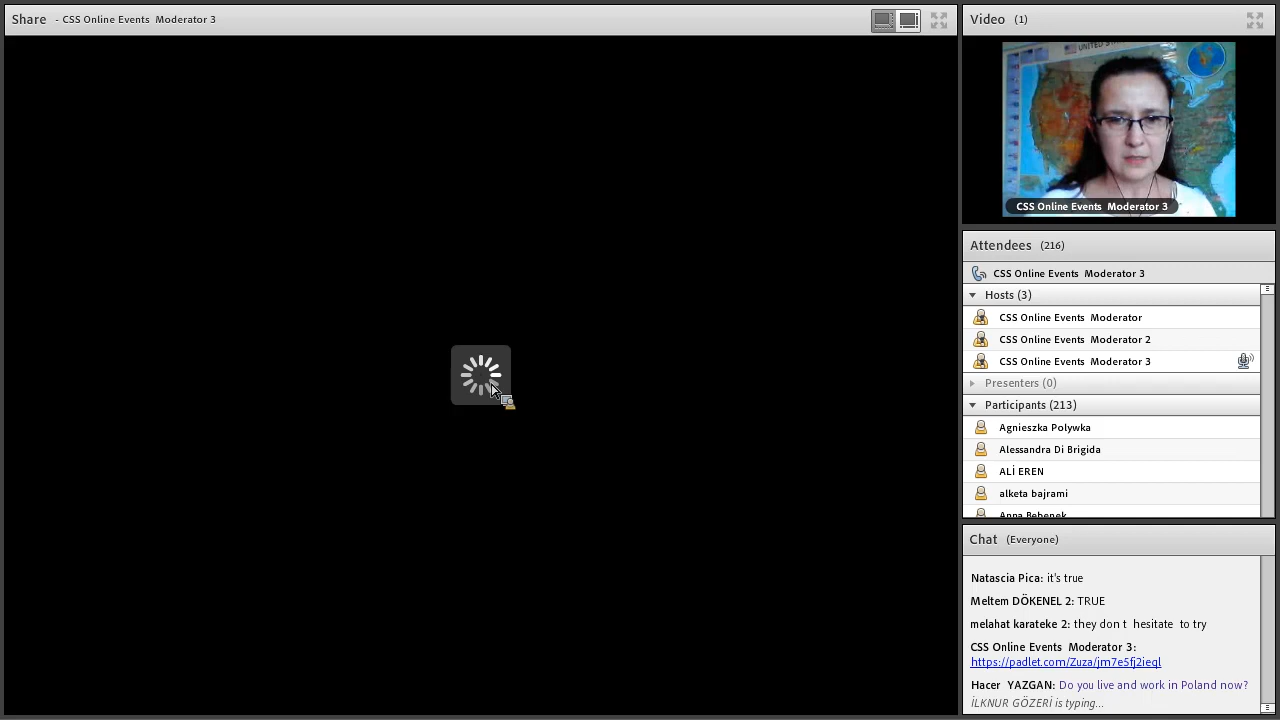 Share - CSS Online Events Moderator 3
Video (1)
UNITED ST
CSS Online Events Moderator 3
Attendees (216)
CSS Online Events Moderator 3
Hosts (3)
CSS Online Events Moderator
CSS Online Events Moderator 2
CSS Online Events Moderator 3
Presenters (0)
Participants (213)
Agnieszka Polywka
Alessandra Di Brigida
ALİ EREN
alketa bajrami
Anna Bebenek
Chat (Everyone)
Natascia Pica: it's true
Meltem DÖKENEL 2: TRUE
melahat karateke 2: they don t hesitate to try
CSS Online Events Moderator 3:
https://padlet.com/Zuza/jm7e5fj2ieql
Hacer YAZGAN: Do you live and work in Poland now?
İLKNUR GÖZERİ is typing...